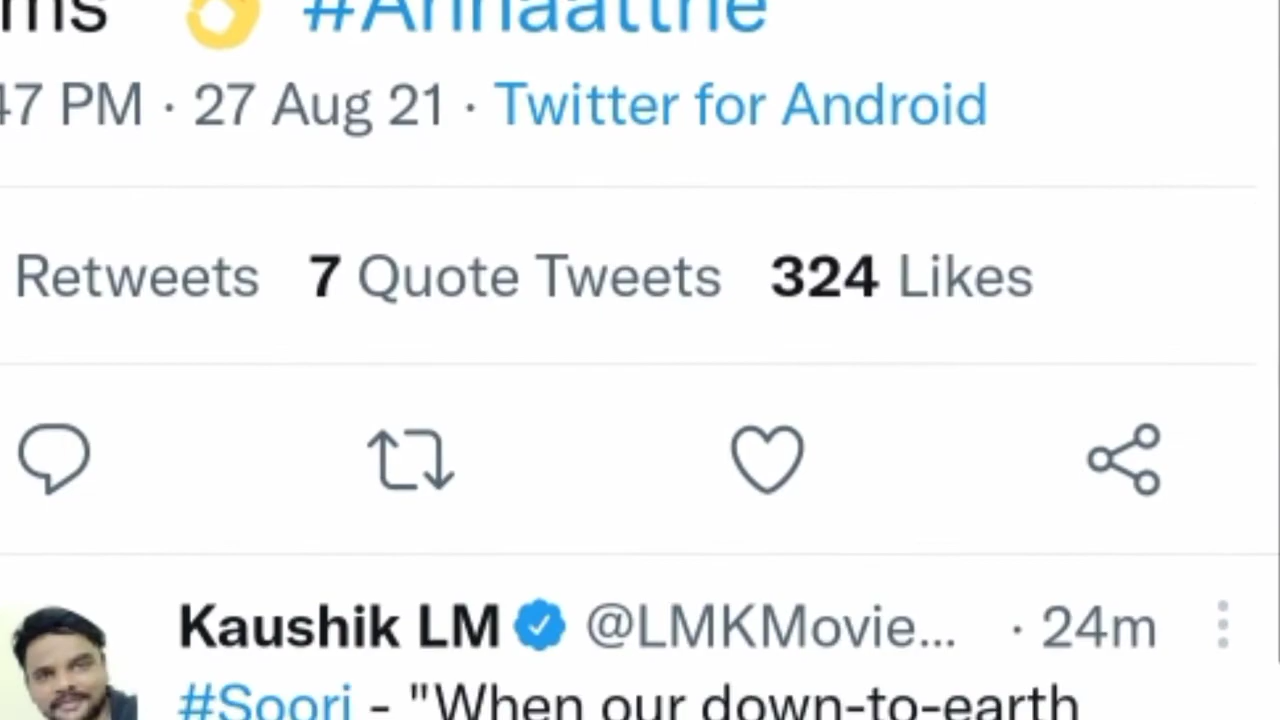 ms 👌 #Annaatthe
47 PM · 27 Aug 21 · Twitter for Android
Retweets 7 Quote Tweets 324 Likes
Kaushik LM @LMKMovie... · 24m
#Soori - "When our down-to-earth